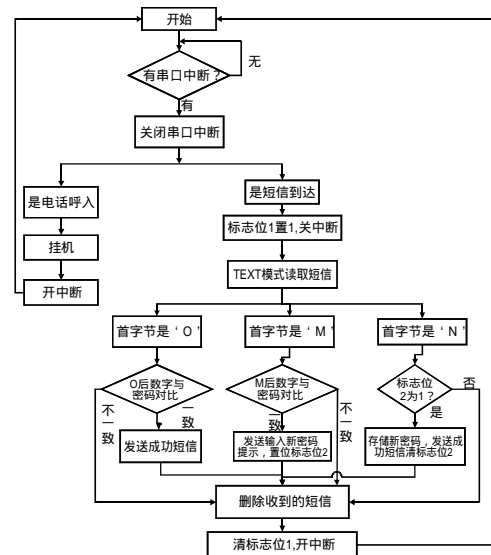 开始
有串口中断？
无
有
关闭串口中断
是电话呼入
是短信到达
挂机
标志位1置1,关中断
开中断
TEXT模式读取短信
首字节是‘O’
首字节是‘M’
首字节是‘N’
O后数字与
密码对比
M后数字与
密码对比
标志位
2为1？
否
不一致
一致
一致
不一致
是
发送成功短信
发送输入新密码
提示，置位标志位2
存储新密码，发送成
功短信清标志位2
删除收到的短信
清标志位1,开中断